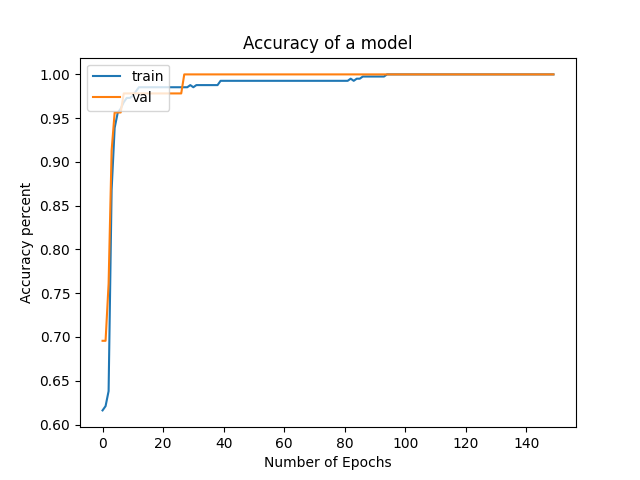 Accuracy of a model
train
val
1.00
0.95
0.90
0.85
0.80
0.75
0.70
0.65
0.60
Accuracy percent
0 20 40 60 80 100 120 140
Number of Epochs